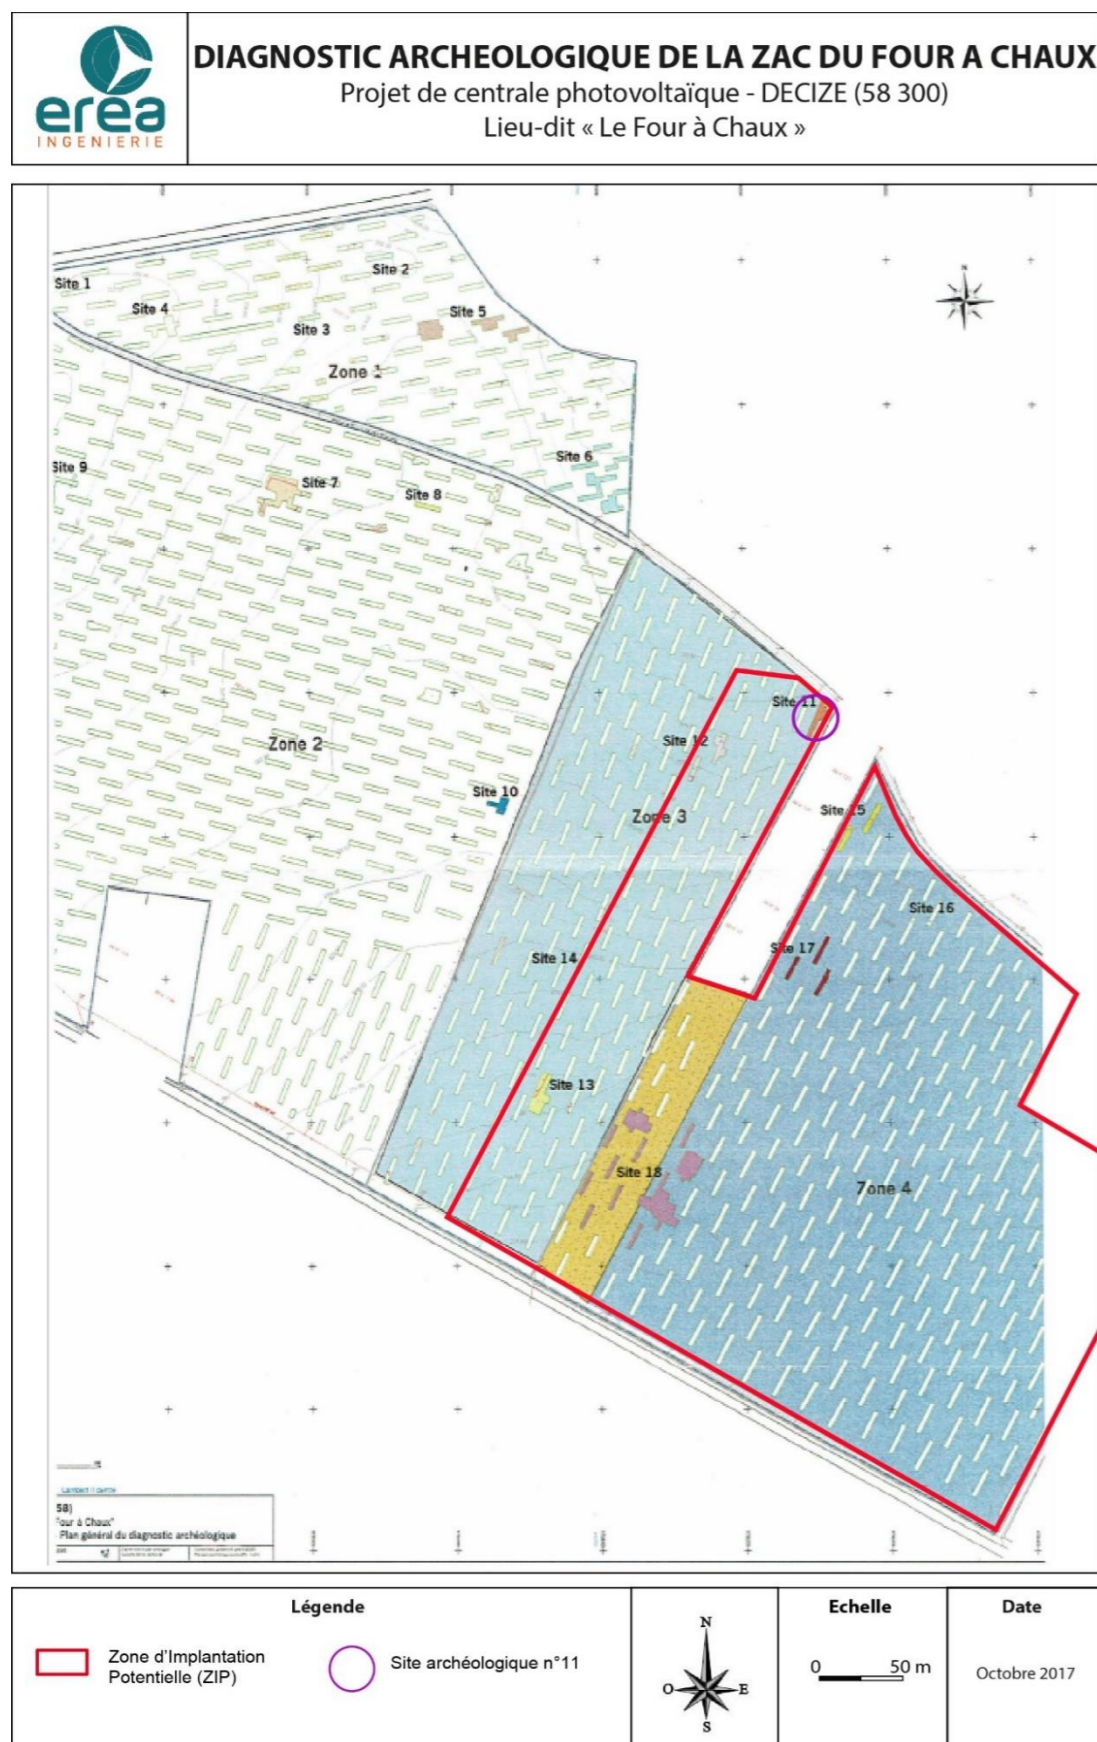 erea
INGENIERIE
DIAGNOSTIC ARCHEOLOGIQUE DE LA ZAC DU FOUR A CHAUX
Projet de centrale photovoltaïque - DECIZE (58 300)
Lieu-dit « Le Four à Chaux »
Site 1
Site 2
Site 4
Site 5
Site 3
Zone 1
Site 6
Site 9
Site 7
Site 8
N
Site 11
Site 12
Zone 2
Site 10
Zone 3
Site 15
Site 16
Site 17
Site 14
Site 13
Site 18
Zone 4
Lambert II centre
58)
Four à Chaux"
Plan général du diagnostic archéologique
Légende
Zone d'Implantation
Potentielle (ZIP)
Site archéologique n°11
N
O
E
S
Echelle
0 50 m
Date
Octobre 2017